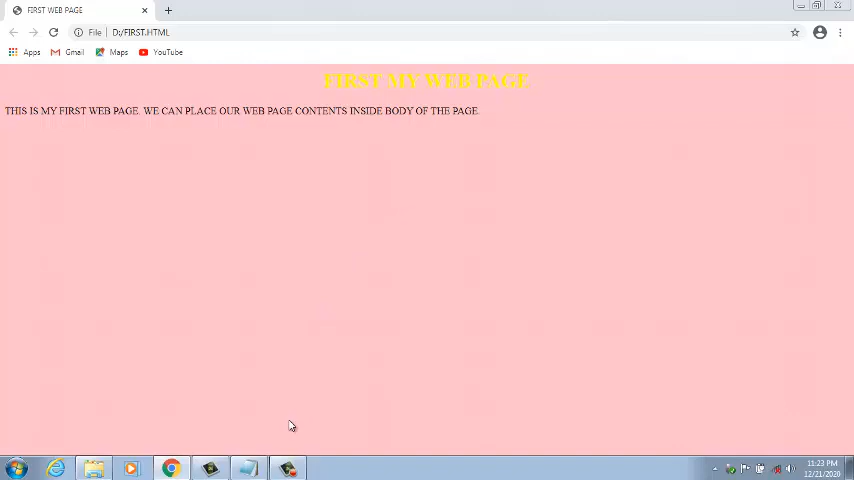 FIRST WEB PAGE
File D:/FIRST.HTML
Apps Gmail Maps YouTube
FIRST MY WEB PAGE
THIS IS MY FIRST WEB PAGE. WE CAN PLACE OUR WEB PAGE CONTENTS INSIDE BODY OF THE PAGE.
11:23 PM
12/21/2020